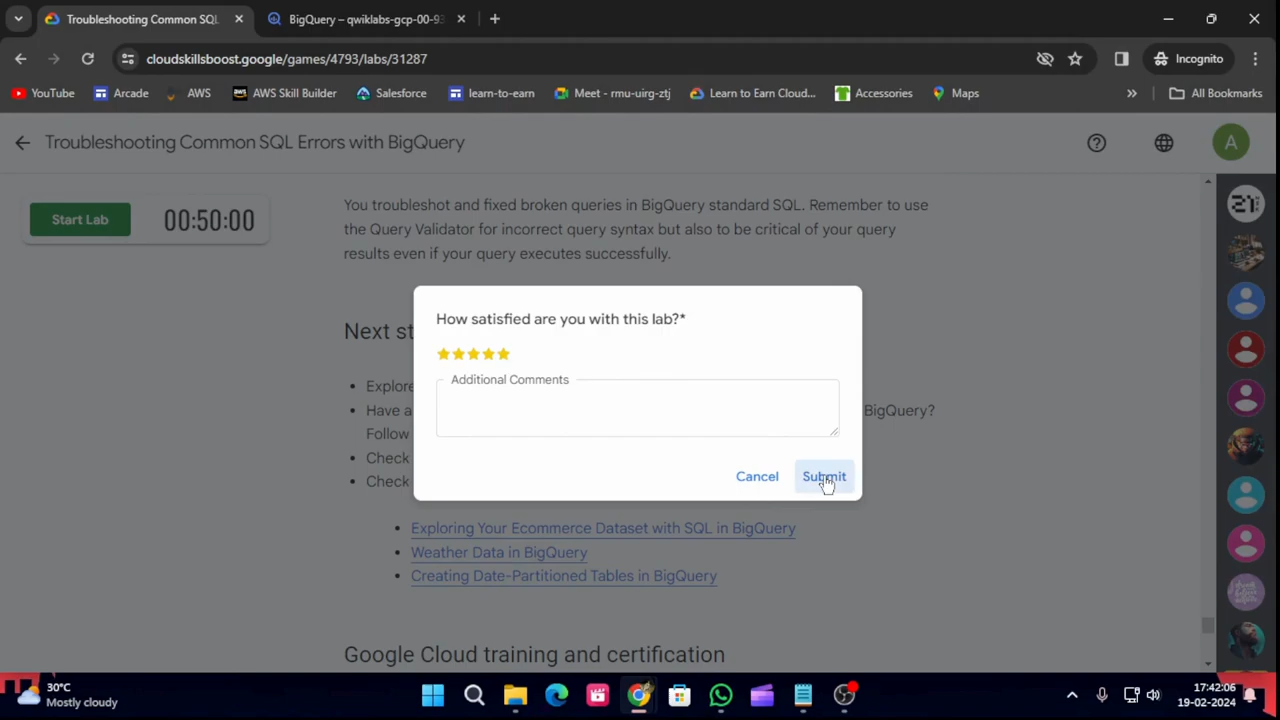 Troubleshooting Common SQL
BigQuery – qwiklabs-gcp-00-93
cloudskillsboost.google/games/4793/labs/31287
Incognito
YouTube
Arcade
AWS
AWS Skill Builder
Salesforce
learn-to-earn
Meet - rmu-uirg-ztj
Learn to Earn Cloud...
Accessories
Maps
All Bookmarks
Troubleshooting Common SQL Errors with BigQuery
A
Start Lab
00:50:00
You troubleshot and fixed broken queries in BigQuery standard SQL. Remember to use
the Query Validator for incorrect query syntax but also to be critical of your query
results even if your query executes successfully.
How satisfied are you with this lab?*
Next st
Additional Comments
Explore
Have a
BigQuery?
Follow
Check
Check
Cancel
Submit
Exploring Your Ecommerce Dataset with SQL in BigQuery
Weather Data in BigQuery
Creating Date-Partitioned Tables in BigQuery
Google Cloud training and certification
30°C
Mostly cloudy
17:42:06
19-02-2024